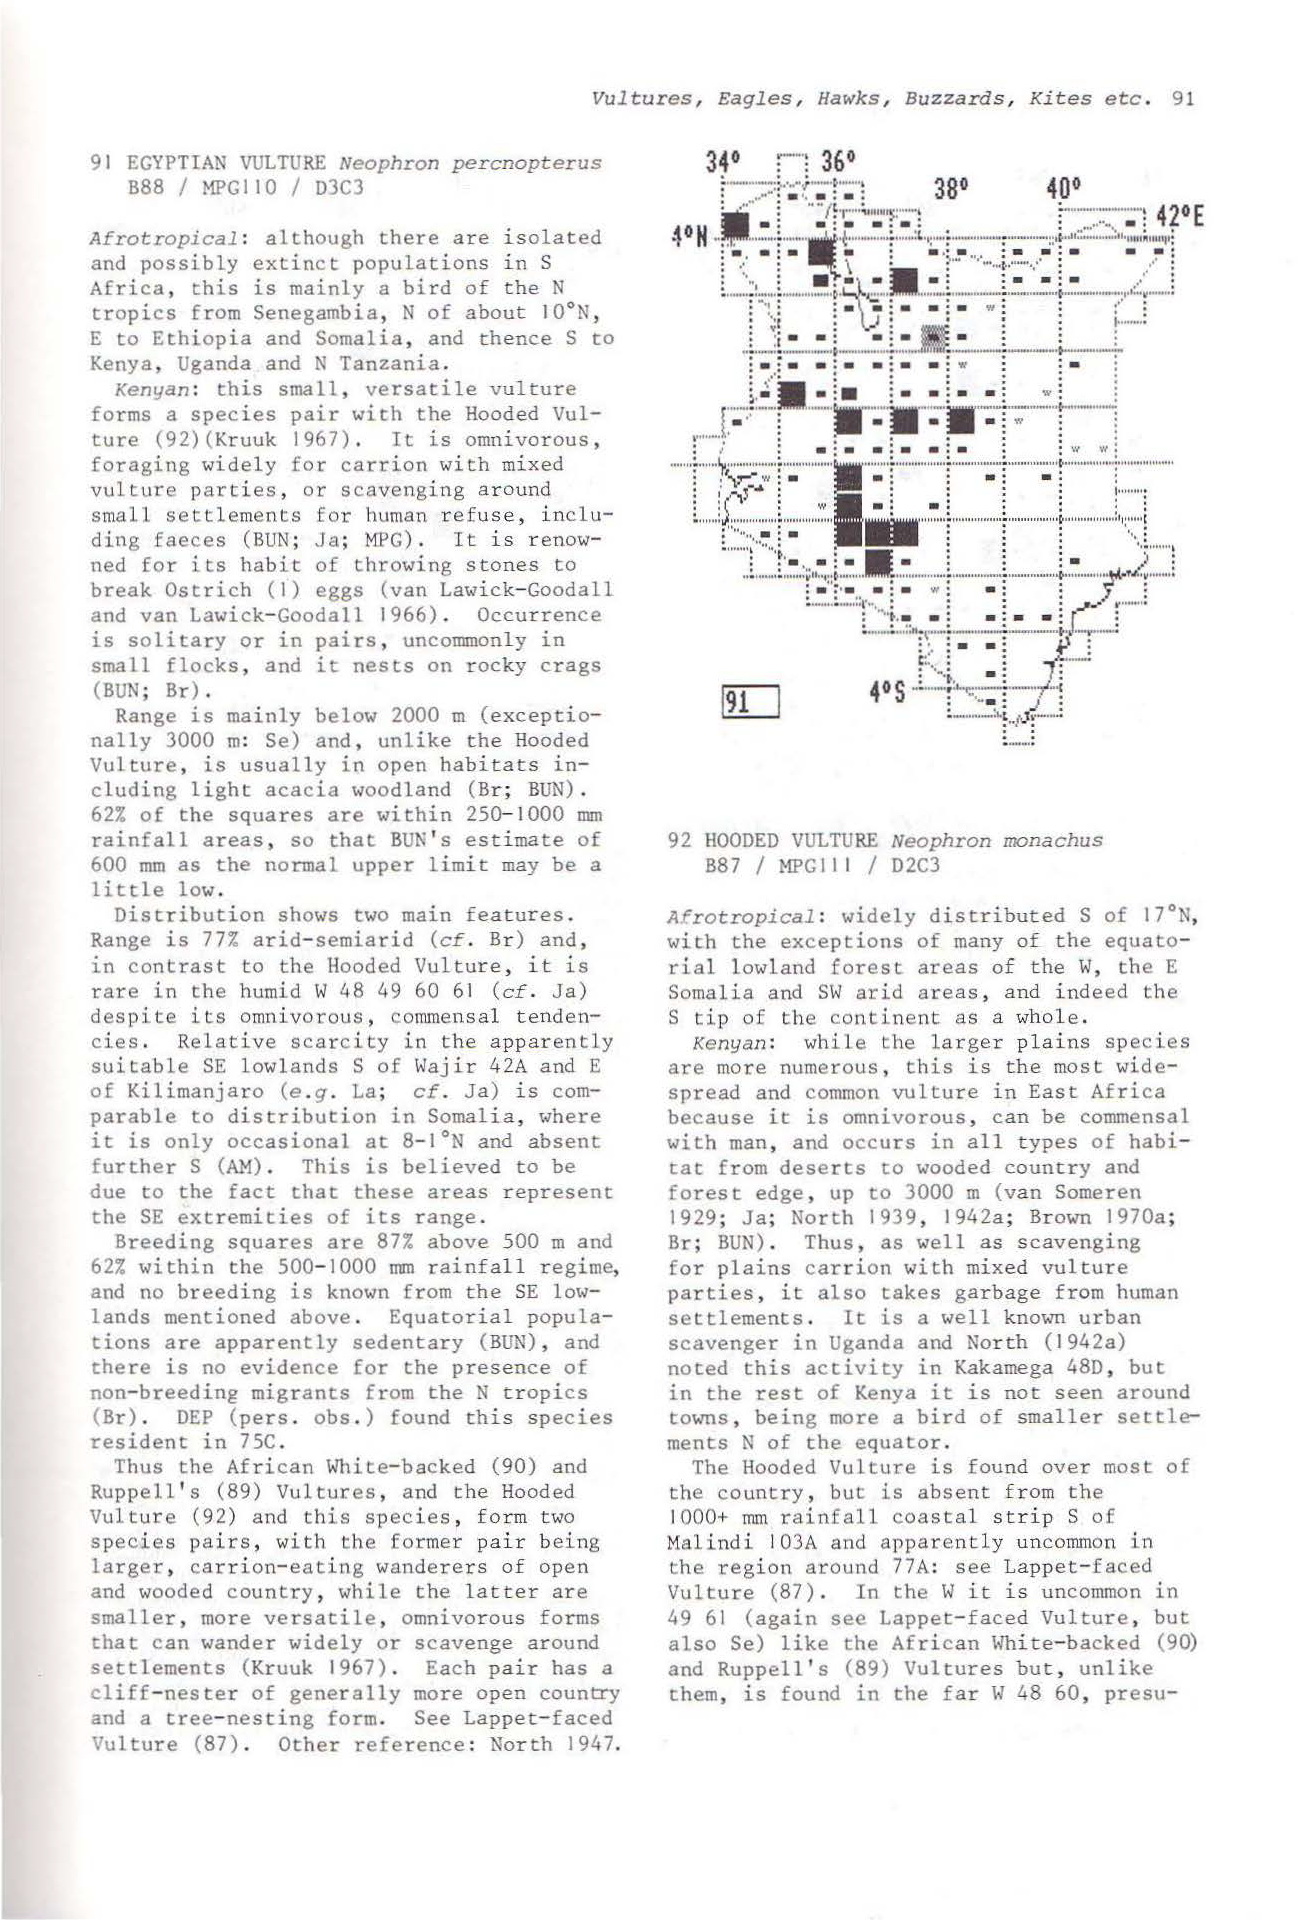 Vultures, Eagles, Hawks, Buzzards, Kites etc. 91
91 EGYPTIAN VULTURE Neophron percnopterus
B88 / MPG110 / D3C3
Afrotropical: although there are isolated
and possibly extinct populations in S
Africa, this is mainly a bird of the N
tropics from Senegambia, N of about 10°N,
E to Ethiopia and Somalia, and thence S to
Kenya, Uganda and N Tanzania.
Kenyan: this small, versatile vulture
forms a species pair with the Hooded Vul-
ture (92)(Kruuk 1967). It is omnivorous,
foraging widely for carrion with mixed
vulture parties, or scavenging around
small settlements for human refuse, inclu-
ding faeces (BUN; Ja; MPG). It is renow-
ned for its habit of throwing stones to
break Ostrich (1) eggs (van Lawick-Goodall
and van Lawick-Goodall 1966). Occurrence
is solitary or in pairs, uncommonly in
small flocks, and it nests on rocky crags
(BUN; Br).
Range is mainly below 2000 m (exceptio-
nally 3000 m: Se) and, unlike the Hooded
Vulture, is usually in open habitats in-
cluding light acacia woodland (Br; BUN).
62% of the squares are within 250-1000 mm
rainfall areas, so that BUN's estimate of
600 mm as the normal upper limit may be a
little low.
Distribution shows two main features.
Range is 77% arid-semiarid (cf. Br) and,
in contrast to the Hooded Vulture, it is
rare in the humid W 48 49 60 61 (cf. Ja)
despite its omnivorous, commensal tenden-
cies. Relative scarcity in the apparently
suitable SE lowlands S of Wajir 42A and E
of Kilimanjaro (e.g. La; cf. Ja) is com-
parable to distribution in Somalia, where
it is only occasional at 8-1°N and absent
further S (AM). This is believed to be
due to the fact that these areas represent
the SE extremities of its range.
Breeding squares are 87% above 500 m and
62% within the 500-1000 mm rainfall regime,
and no breeding is known from the SE low-
lands mentioned above. Equatorial popula-
tions are apparently sedentary (BUN), and
there is no evidence for the presence of
non-breeding migrants from the N tropics
(Br). DEP (pers. obs.) found this species
resident in 75C.
Thus the African White-backed (90) and
Ruppell's (89) Vultures, and the Hooded
Vulture (92) and this species, form two
species pairs, with the former pair being
larger, carrion-eating wanderers of open
and wooded country, while the latter are
smaller, more versatile, omnivorous forms
that can wander widely or scavenge around
settlements (Kruuk 1967). Each pair has a
cliff-nester of generally more open country
and a tree-nesting form. See Lappet-faced
Vulture (87). Other reference: North 1947.
34° 36°
38° 40°
42°E
4°N
4°S
91
92 HOODED VULTURE Neophron monachus
B87 / MPG111 / D2C3
Afrotropical: widely distributed S of 17°N,
with the exceptions of many of the equato-
rial lowland forest areas of the W, the E
Somalia and SW arid areas, and indeed the
S tip of the continent as a whole.
Kenyan: while the larger plains species
are more numerous, this is the most wide-
spread and common vulture in East Africa
because it is omnivorous, can be commensal
with man, and occurs in all types of habi-
tat from deserts to wooded country and
forest edge, up to 3000 m (van Someren
1929; Ja; North 1939, 1942a; Brown 1970a;
Br; BUN). Thus, as well as scavenging
for plains carrion with mixed vulture
parties, it also takes garbage from human
settlements. It is a well known urban
scavenger in Uganda and North (1942a)
noted this activity in Kakamega 48D, but
in the rest of Kenya it is not seen around
towns, being more a bird of smaller settle-
ments N of the equator.
The Hooded Vulture is found over most of
the country, but is absent from the
1000+ mm rainfall coastal strip S of
Malindi 103A and apparently uncommon in
the region around 77A: see Lappet-faced
Vulture (87). In the W it is uncommon in
49 61 (again see Lappet-faced Vulture, but
also Se) like the African White-backed (90)
and Ruppell's (89) Vultures but, unlike
them, is found in the far W 48 60, presu-